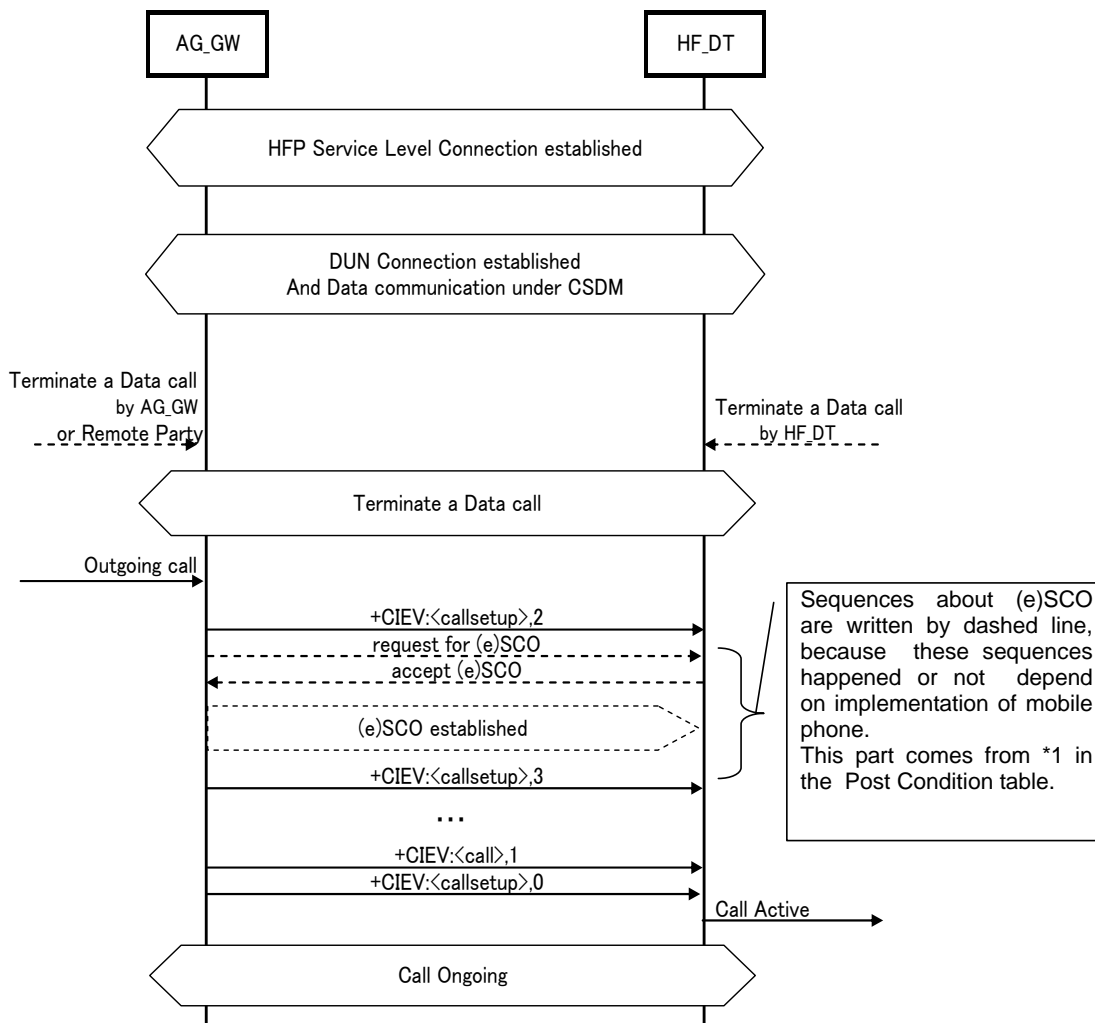 AG_GW
HF_DT
HFP Service Level Connection established
DUN Connection established
And Data communication under CSDM
Terminate a Data call
by AG_GW
or Remote Party
Terminate a Data call
by HF_DT
Terminate a Data call
Outgoing call
+CIEV:<callsetup>,2
request for (e)SCO
accept (e)SCO
(e)SCO established
+CIEV:<callsetup>,3
...
+CIEV:<call>,1
+CIEV:<callsetup>,0
Call Active
Call Ongoing
Sequences about (e)SCO
are written by dashed line,
because these sequences
happened or not depend
on implementation of mobile
phone.
This part comes from *1 in
the Post Condition table.